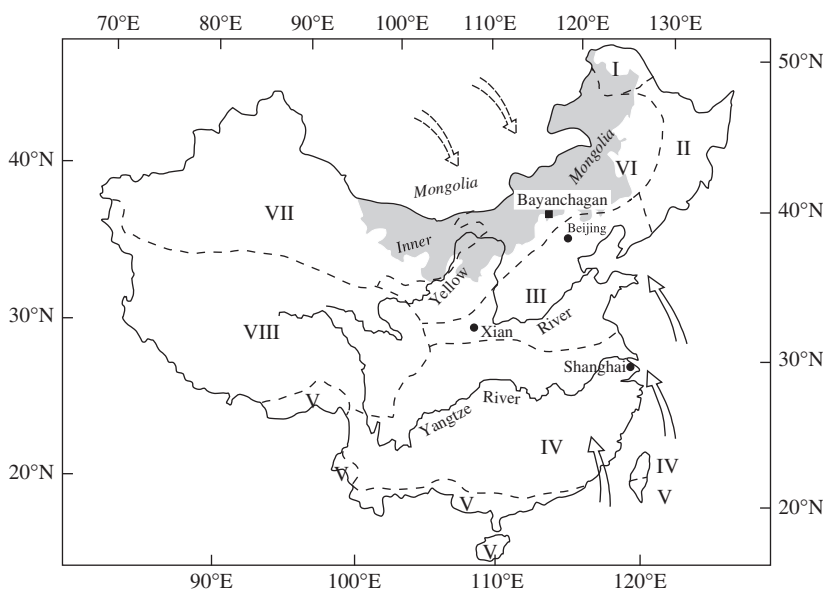 70°E 80°E 90°E 100°E 110°E 120°E 130°E
50°N
I
II
Mongolia
VI
40°N
Mongolia
Bayanchagan
VII
40°N
Beijing
Inner
Yellow
III
30°N
River
Xian
VIII
30°N
Shanghai
V
River
Yangtze
IV
IV
20°N
V
V
V
20°N
V
90°E 100°E 110°E 120°E